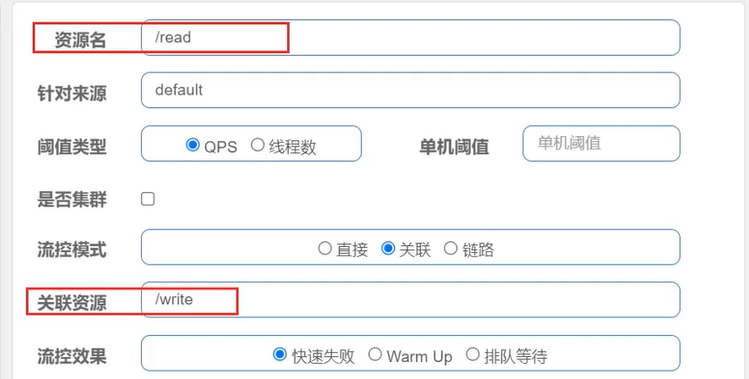 资源名 /read
针对来源 default
阈值类型 QPS 线程数 单机阈值 单机阈值
是否集群
流控模式 直接 关联 链路
关联资源 /write
流控效果 快速失败 Warm Up 排队等待